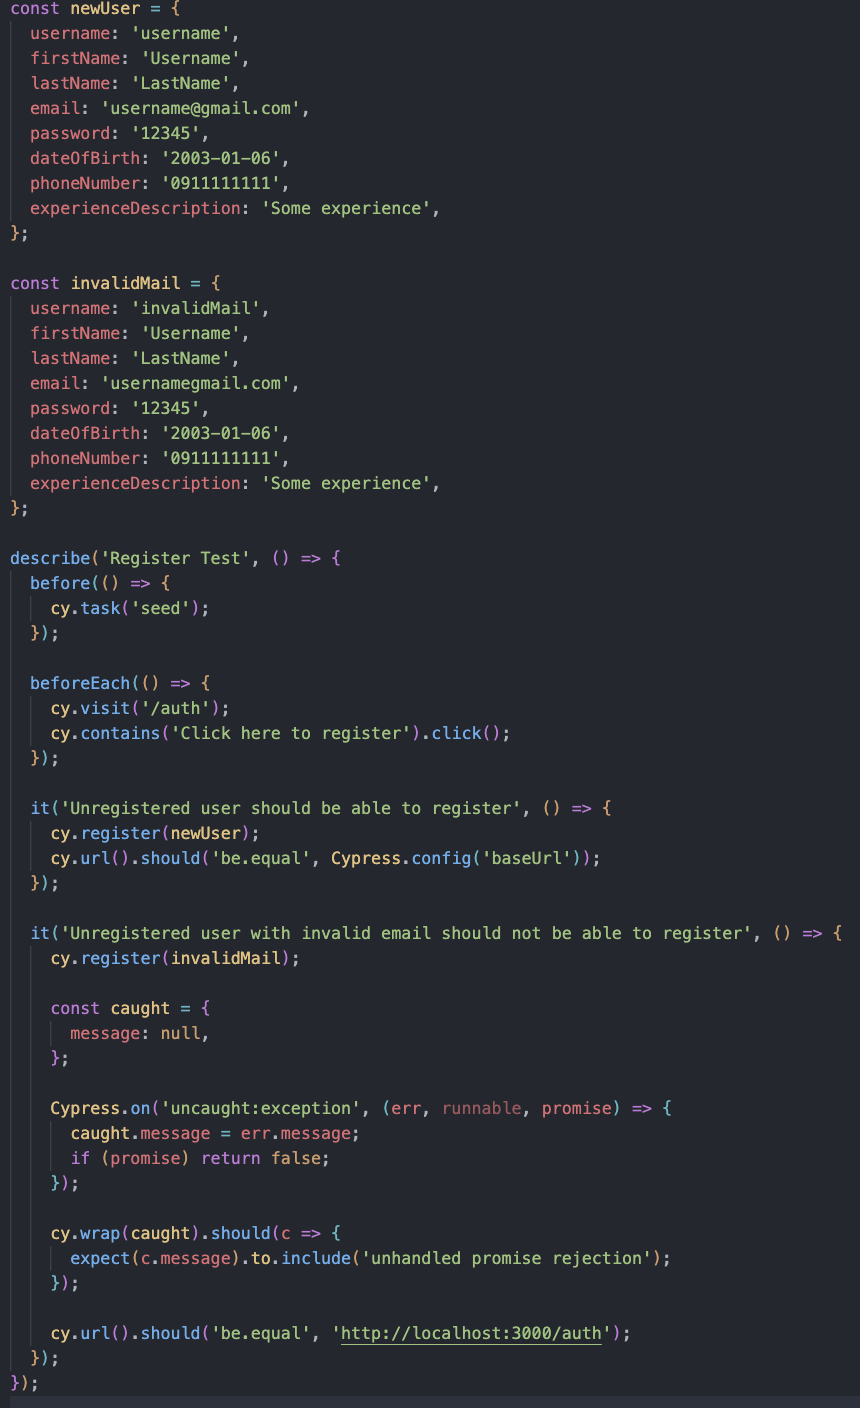 const newUser = {
  username: 'username',
  firstName: 'Username',
  lastName: 'LastName',
  email: 'username@gmail.com',
  password: '12345',
  dateOfBirth: '2003-01-06',
  phoneNumber: '0911111111',
  experienceDescription: 'Some experience',
};

const invalidMail = {
  username: 'invalidMail',
  firstName: 'Username',
  lastName: 'LastName',
  email: 'usernamegmail.com',
  password: '12345',
  dateOfBirth: '2003-01-06',
  phoneNumber: '0911111111',
  experienceDescription: 'Some experience',
};

describe('Register Test', () => {
  before(() => {
    cy.task('seed');
  });

  beforeEach(() => {
    cy.visit('/auth');
    cy.contains('Click here to register').click();
  });

  it('Unregistered user should be able to register', () => {
    cy.register(newUser);
    cy.url().should('be.equal', Cypress.config('baseUrl'));
  });

  it('Unregistered user with invalid email should not be able to register', () => {
    cy.register(invalidMail);

    const caught = {
      message: null,
    };

    Cypress.on('uncaught:exception', (err, runnable, promise) => {
      caught.message = err.message;
      if (promise) return false;
    });

    cy.wrap(caught).should(c => {
      expect(c.message).to.include('unhandled promise rejection');
    });

    cy.url().should('be.equal', 'http://localhost:3000/auth');
  });
});